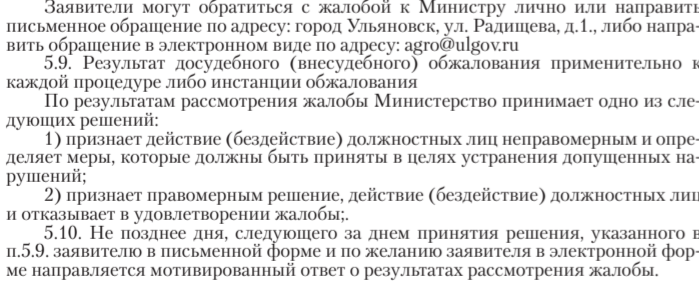 Заявители могут обратиться с жалобой к Министру лично или направить
письменное обращение по адресу: город Ульяновск, ул. Радищева, д.1., либо напра-
вить обращение в электронном виде по адресу: agro@ulgov.ru
5.9. Результат досудебного (внесудебного) обжалования применительно к
каждой процедуре либо инстанции обжалования
По результатам рассмотрения жалобы Министерство принимает одно из сле-
дующих решений:
1) признает действие (бездействие) должностных лиц неправомерным и опре-
деляет меры, которые должны быть приняты в целях устранения допущенных на-
рушений;
2) признает правомерным решение, действие (бездействие) должностных лиц
и отказывает в удовлетворении жалобы;.
5.10. Не позднее дня, следующего за днем принятия решения, указанного в
п.5.9. заявителю в письменной форме и по желанию заявителя в электронной фор-
ме направляется мотивированный ответ о результатах рассмотрения жалобы.